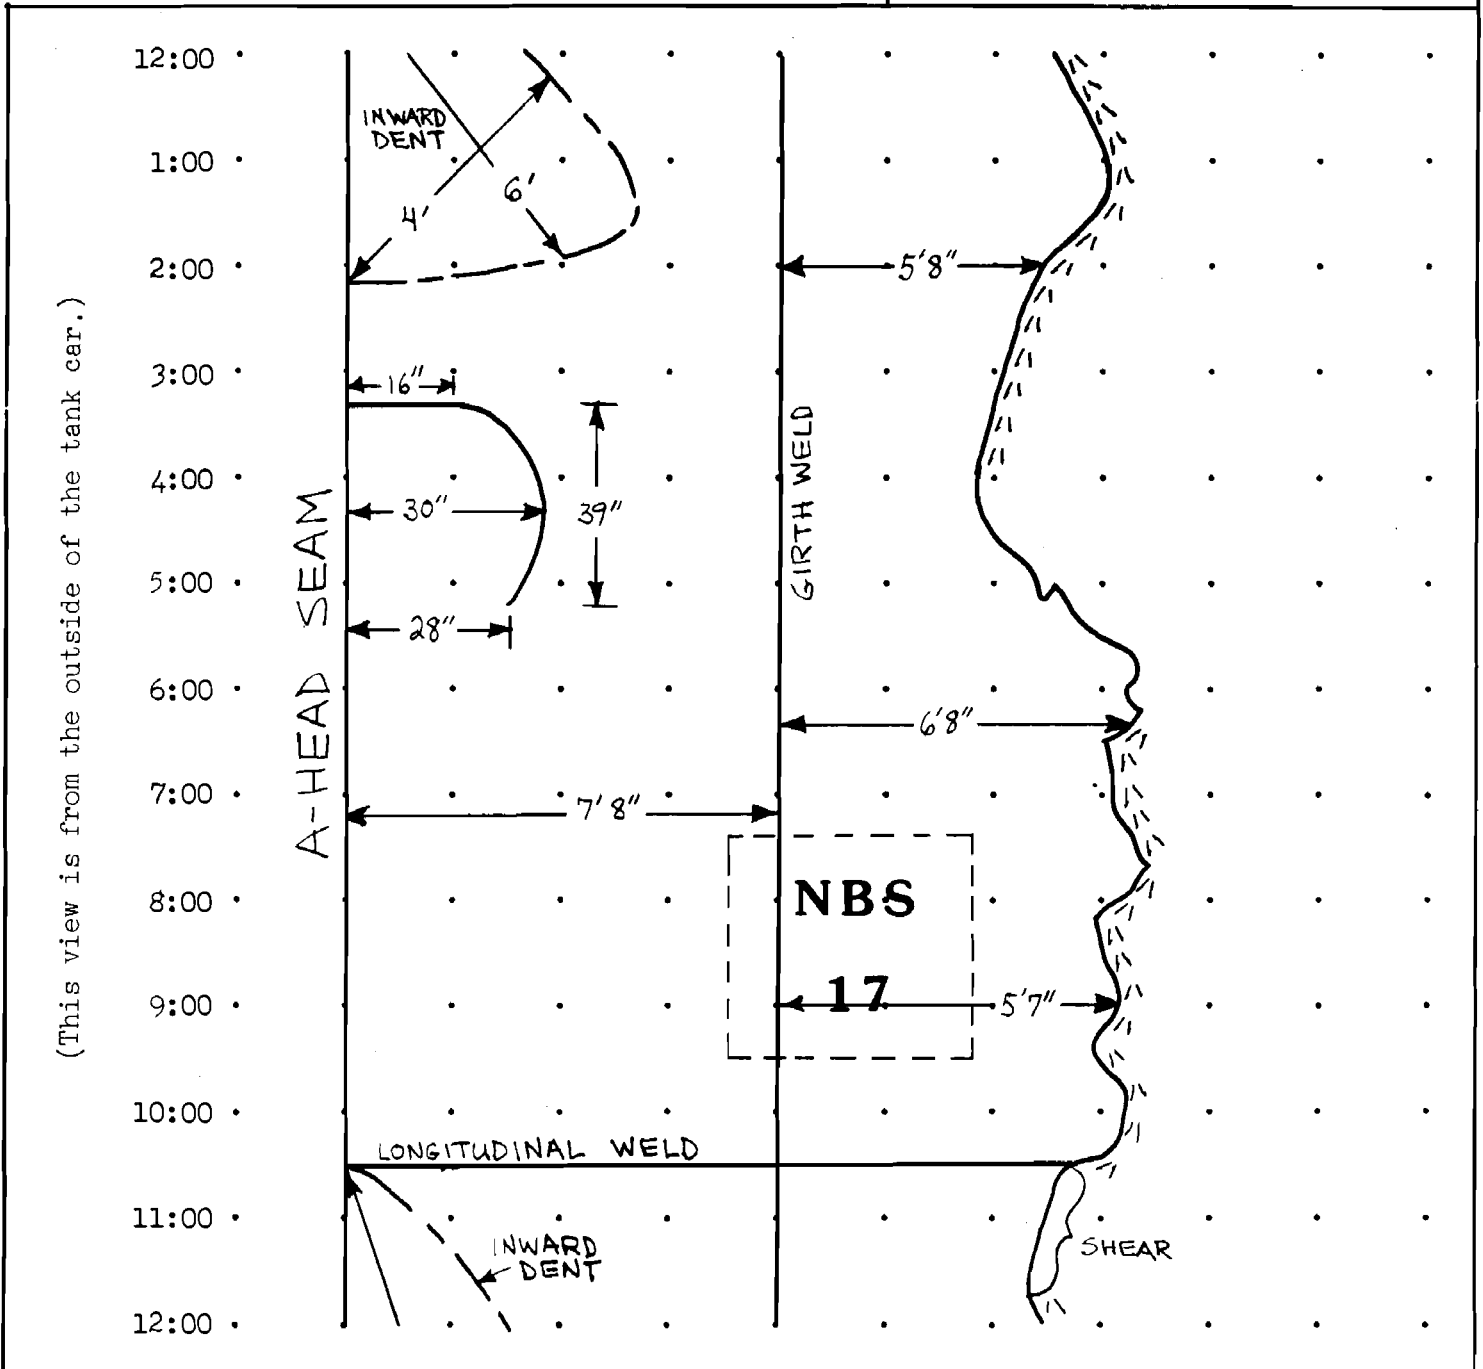 12:00
INWARD
DENT
1:00
6'
4'
2:00
5'8"
3:00
16"
4:00
30"
39"
5:00
28"
GIRTH WELD
A-HEAD SEAM
(This view is from the outside of the tank car.)
6:00
6'8"
7:00
7'8"
8:00
NBS
17
9:00
5'7"
10:00
LONGITUDINAL WELD
11:00
INWARD
DENT
SHEAR
12:00